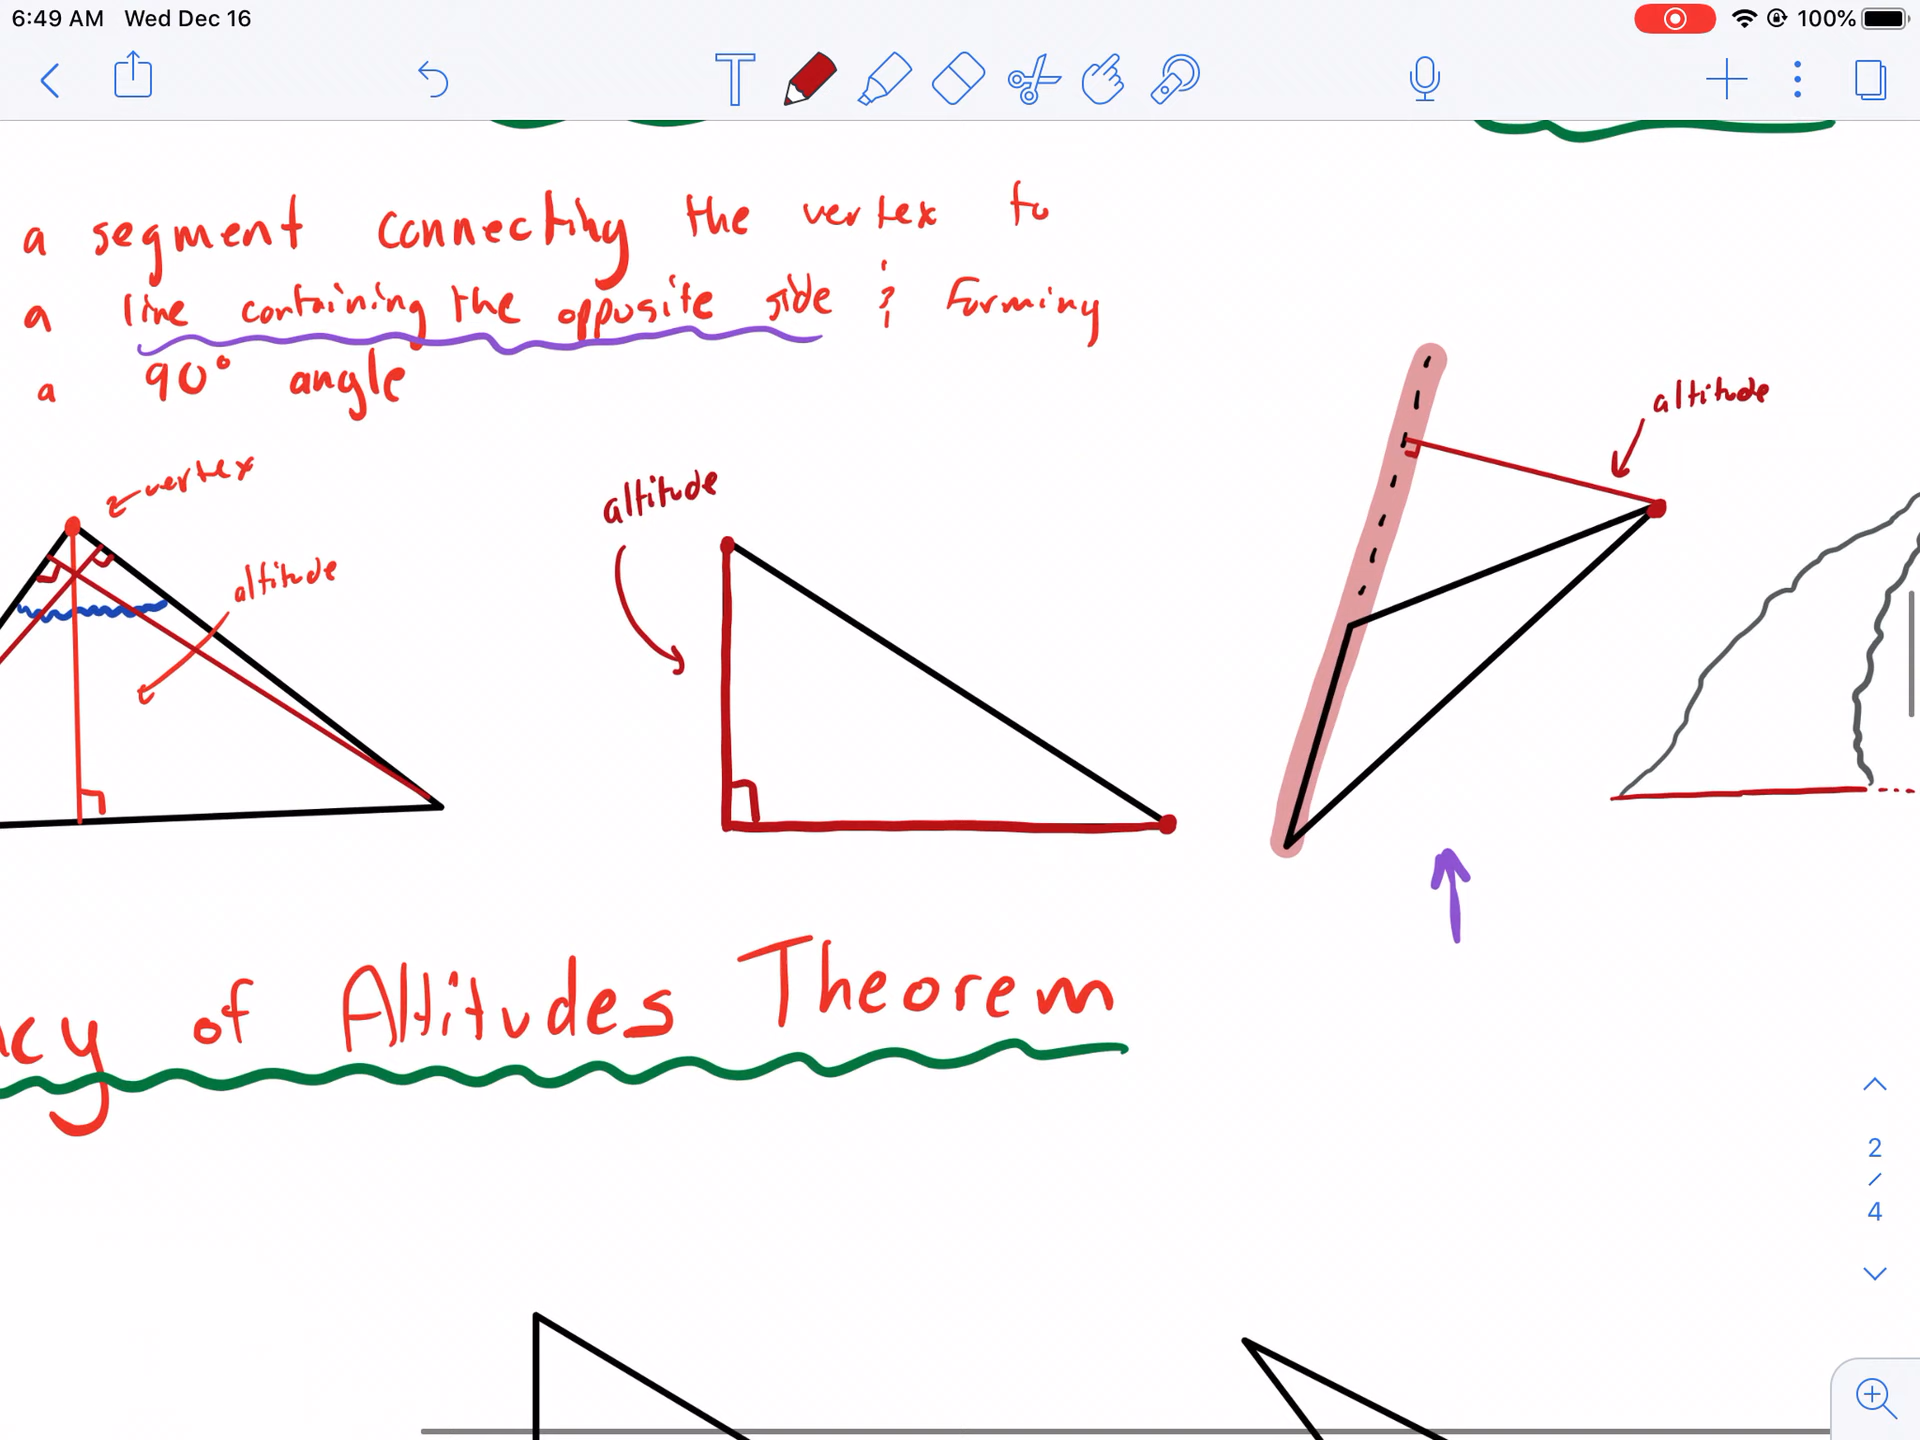 6:49 AM Wed Dec 16
100%
a segment connecting the vertex to
a line containing the opposite side & forming
a 90° angle
vertex
altitude
altitude
altitude
cy of Altitudes Theorem
2
/
4